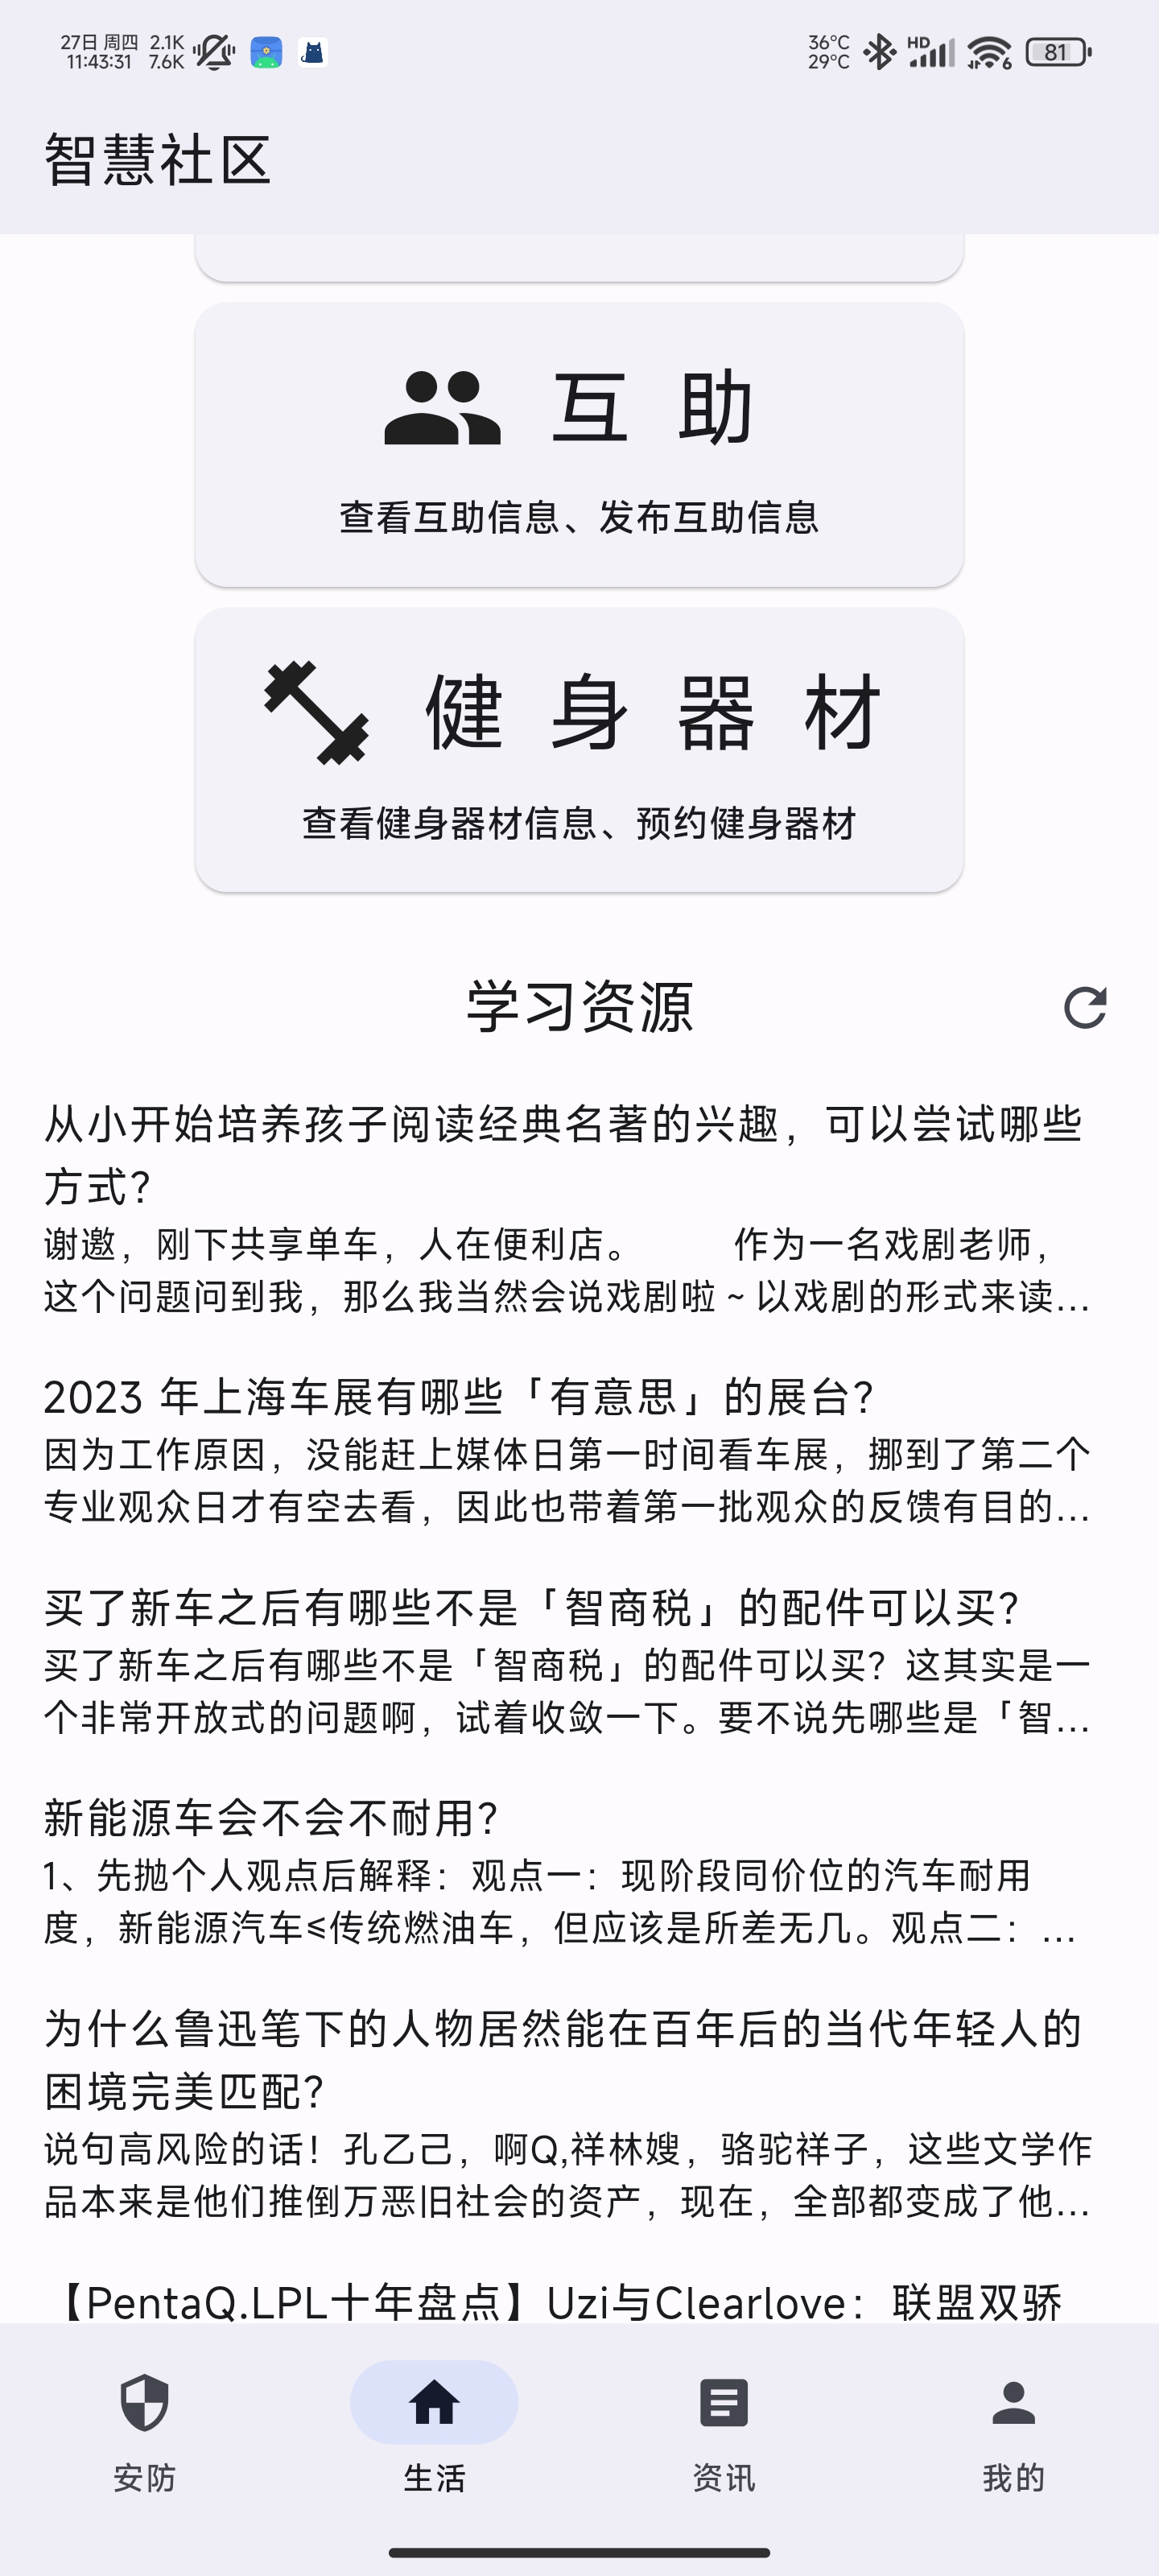 27日 周四 2.1K
11:43:31 7.6K
36°C
29°C
HD
6
81
智慧社区
互 助
查看互助信息、发布互助信息
健 身 器 材
查看健身器材信息、预约健身器材
学习资源
从小开始培养孩子阅读经典名著的兴趣，可以尝试哪些
方式？
谢邀，刚下共享单车，人在便利店。 作为一名戏剧老师，
这个问题问到我，那么我当然会说戏剧啦 ~ 以戏剧的形式来读...
2023 年上海车展有哪些「有意思」的展台？
因为工作原因，没能赶上媒体日第一时间看车展，挪到了第二个
专业观众日才有空去看，因此也带着第一批观众的反馈有目的...
买了新车之后有哪些不是「智商税」的配件可以买？
买了新车之后有哪些不是「智商税」的配件可以买？这其实是一
个非常开放式的问题啊，试着收敛一下。要不说先哪些是「智...
新能源车会不会不耐用？
1、先抛个人观点后解释：观点一：现阶段同价位的汽车耐用
度，新能源汽车≤传统燃油车，但应该是所差无几。观点二：...
为什么鲁迅笔下的人物居然能在百年后的当代年轻人的
困境完美匹配？
说句高风险的话！孔乙己，啊Q,祥林嫂，骆驼祥子，这些文学作
品本来是他们推倒万恶旧社会的资产，现在，全部都变成了他...
【PentaQ.LPL十年盘点】Uzi与Clearlove：联盟双骄
安防
生活
资讯
我的